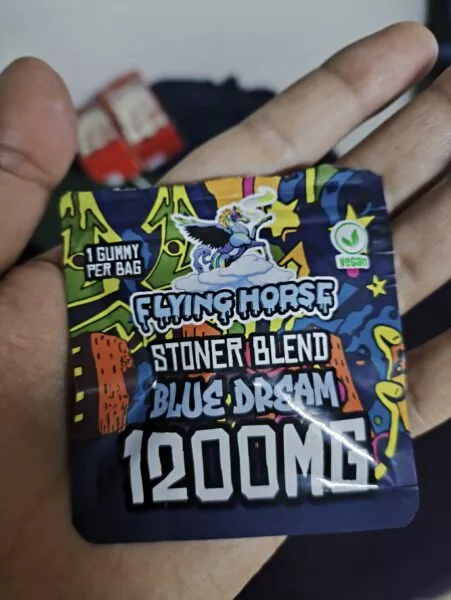 1 GUMMY
PER BAG
vegan
FLYING HORSE
STONER BLEND
BLUE DREAM
1200MG